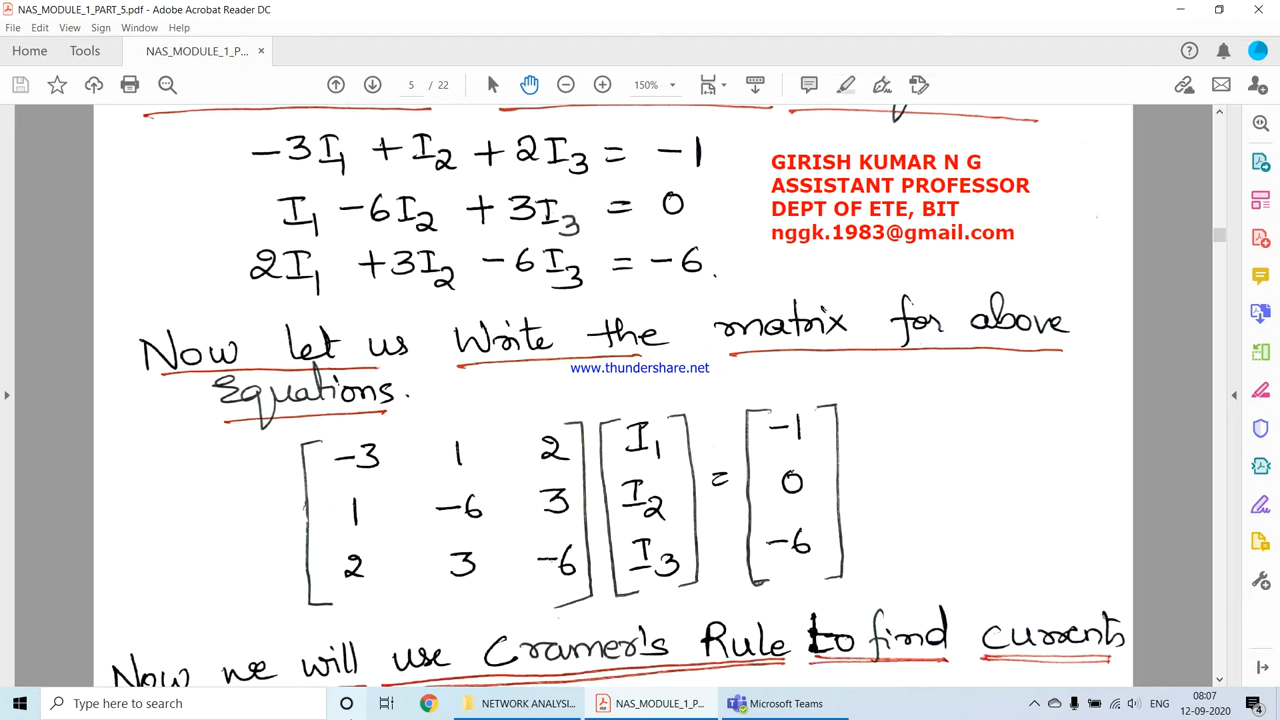 NAS_MODULE_1_PART_5.pdf - Adobe Acrobat Reader DC
File Edit View Sign Window Help
Home Tools NAS_MODULE_1_P... ×
5 / 22 150%
-3I1 + I2 + 2I3 = -1
I1 -6I2 + 3I3 = 0
2I1 +3I2 -6I3 = -6.
GIRISH KUMAR N G
ASSISTANT PROFESSOR
DEPT OF ETE, BIT
nggk.1983@gmail.com
Now let us Write the matrix for above
www.thundershare.net
Equations.
-3 1 2 I1 -1
1 -6 3 I2 = 0
2 3 -6 I3 -6
Now we will use Cramer's Rule to find currents
Type here to search
NETWORK ANALYSI...
NAS_MODULE_1_P...
Microsoft Teams
ENG
08:07
12-09-2020
4